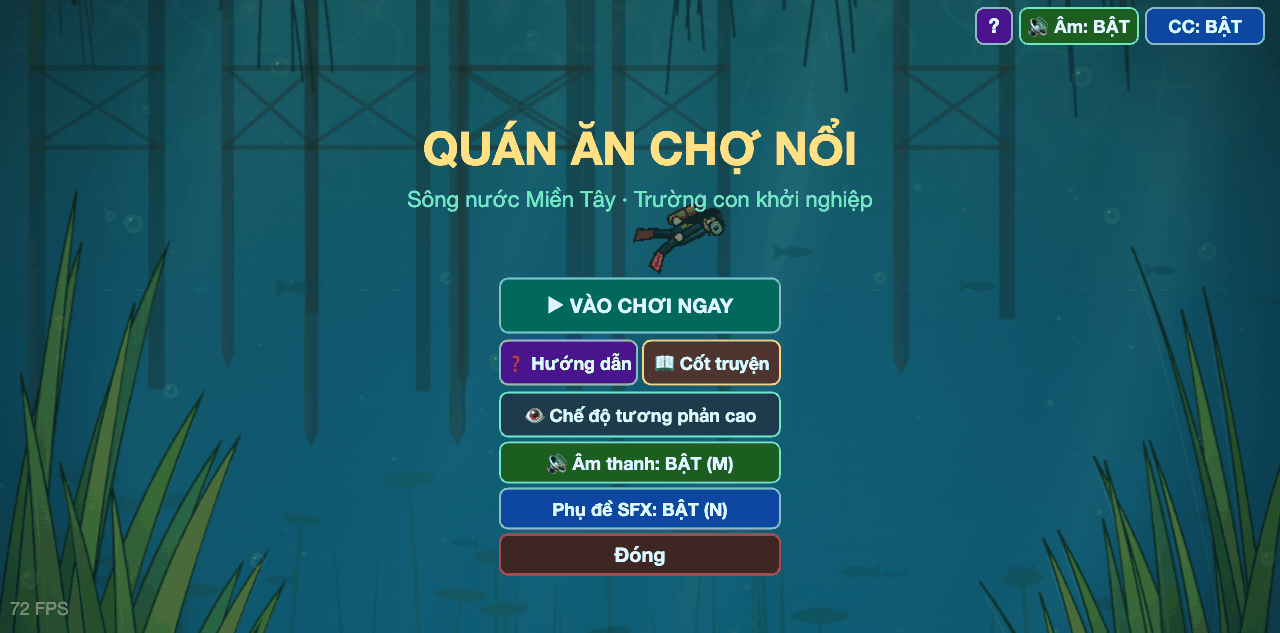 ?
Âm: BẬT
CC: BẬT
QUÁN ĂN CHỢ NỔI
Sông nước Miền Tây · Trường con khởi nghiệp
▶ VÀO CHƠI NGAY
❓ Hướng dẫn
📖 Cốt truyện
👁 Chế độ tương phản cao
🔊 Âm thanh: BẬT (M)
Phụ đề SFX: BẬT (N)
Đóng
72 FPS